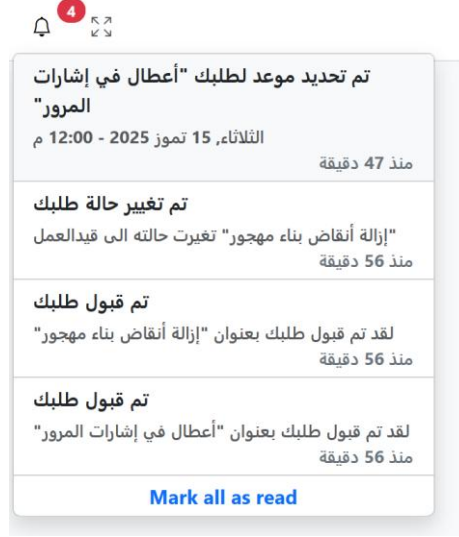 4
تم تحديد موعد لطلبك "أعطال في إشارات
المرور"
الثلاثاء, 15 تموز 2025 - 12:00 م
منذ 47 دقيقة
تم تغيير حالة طلبك
"إزالة أنقاض بناء مهجور" تغيرت حالته الى قيدالعمل
منذ 56 دقيقة
تم قبول طلبك
لقد تم قبول طلبك بعنوان "إزالة أنقاض بناء مهجور"
منذ 56 دقيقة
تم قبول طلبك
لقد تم قبول طلبك بعنوان "أعطال في إشارات المرور"
منذ 56 دقيقة
Mark all as read